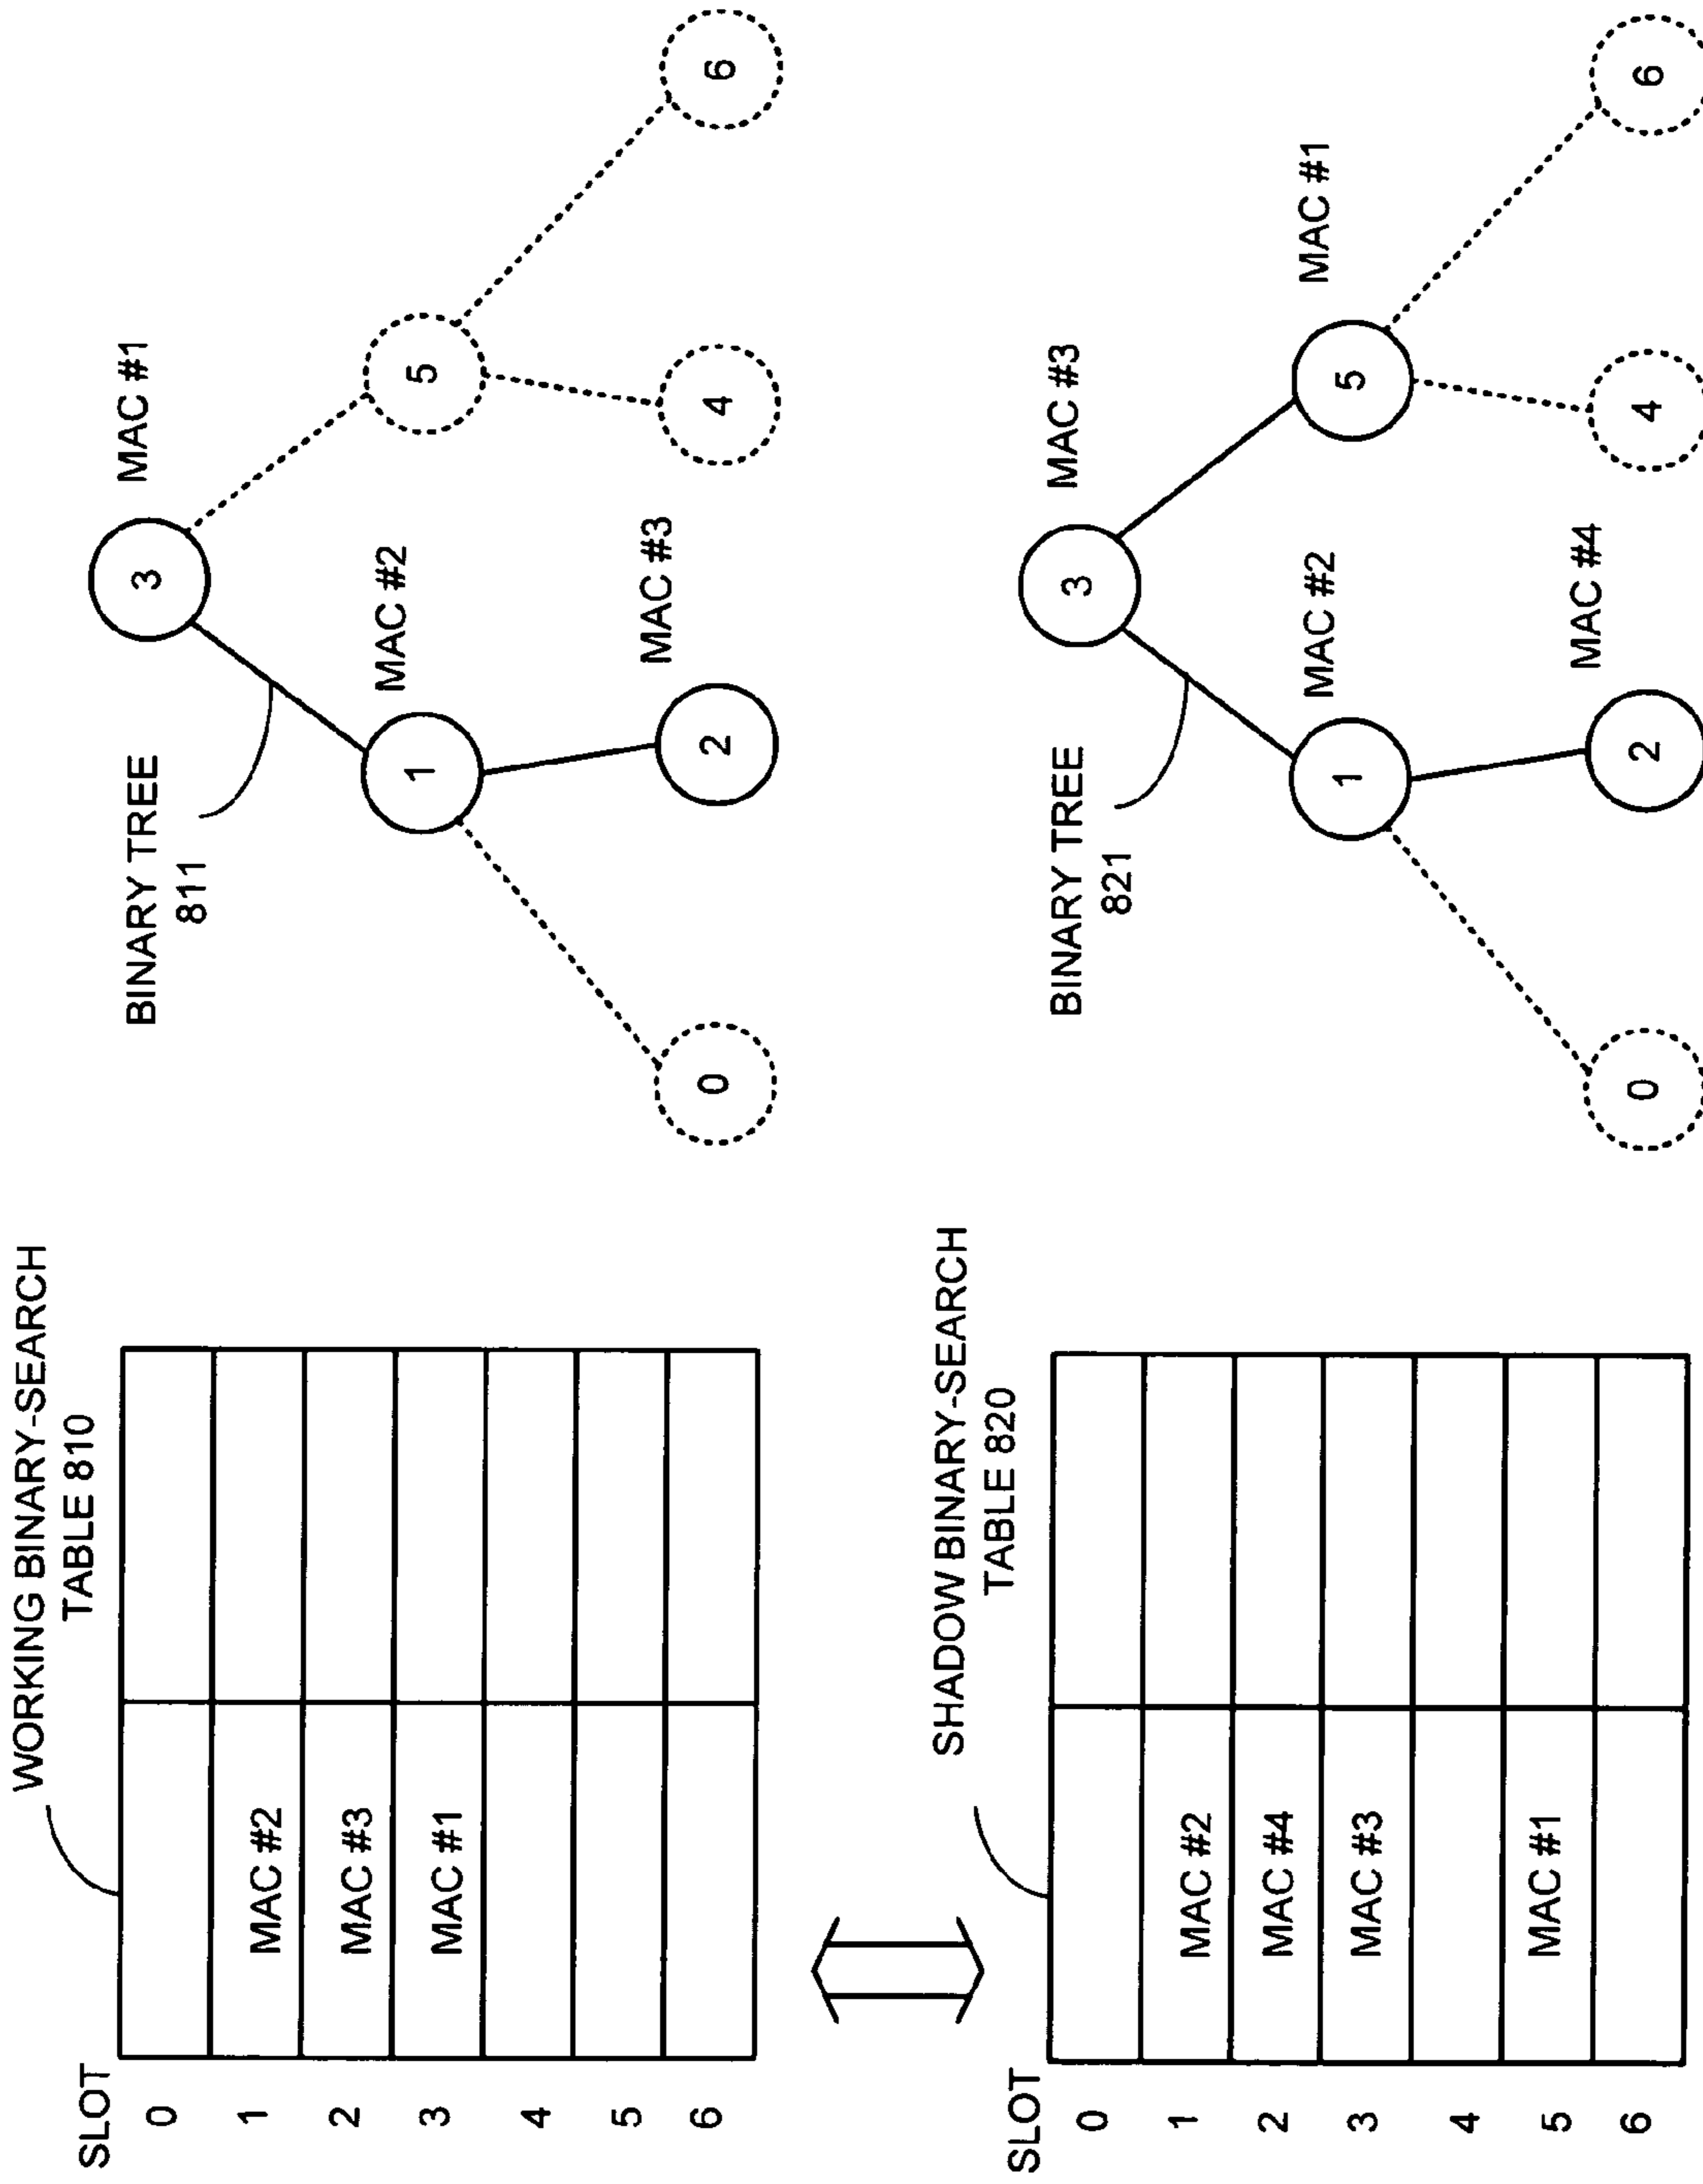 WORKING BINARY-SEARCH
TABLE 810
SLOT
0
1 MAC #2
2 MAC #3
3 MAC #1
4
5
6
BINARY TREE
811
3 MAC #1
1 MAC #2
5
0
2 MAC #3
4
6
SHADOW BINARY-SEARCH
TABLE 820
SLOT
0
1 MAC #2
2 MAC #4
3 MAC #3
4
5 MAC #1
6
BINARY TREE
821
3 MAC #3
1 MAC #2
5 MAC #1
0
2 MAC #4
4
6